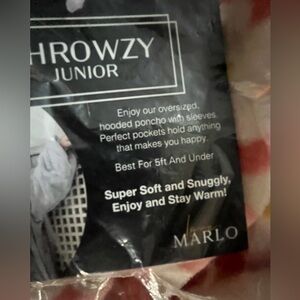 HROWZY
JUNIOR
Enjoy our oversized,
hooded poncho with sleeves.
Perfect pockets hold anything
that makes you happy.
Best For 5ft And Under
Super Soft and Snuggly,
Enjoy and Stay Warm!
MARLO